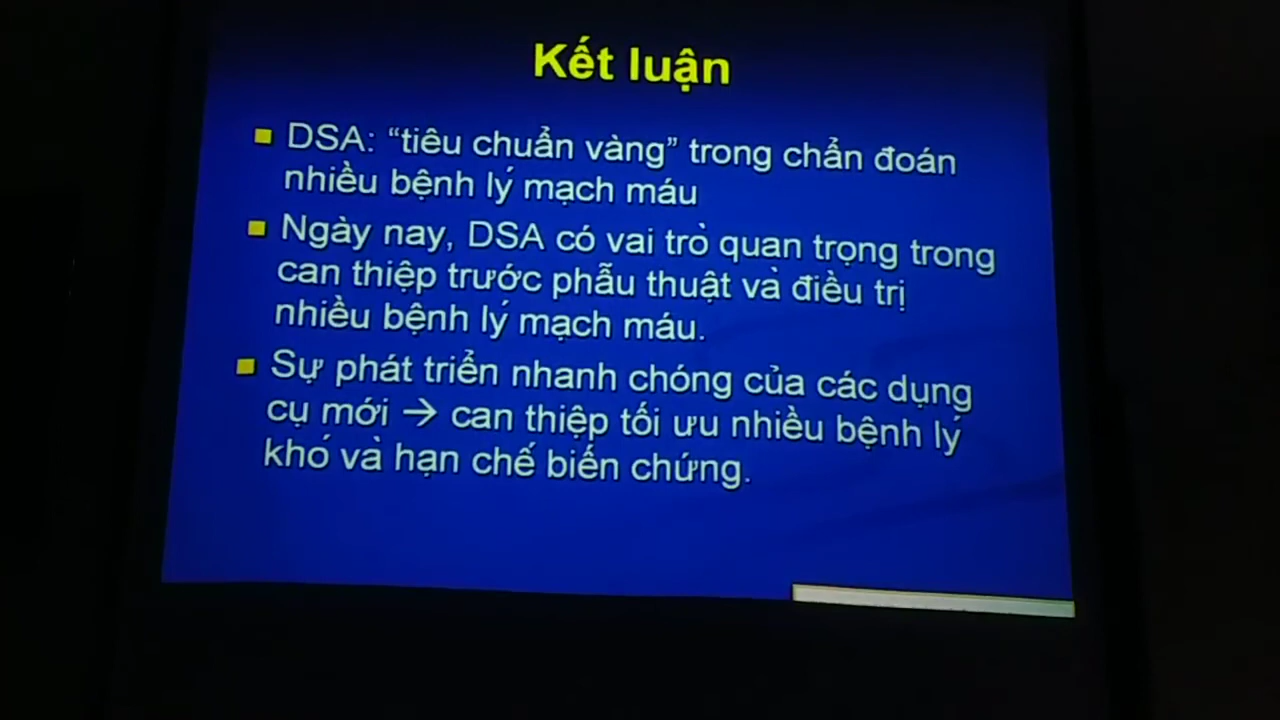 Kết luận
DSA: “tiêu chuẩn vàng” trong chẩn đoán
nhiều bệnh lý mạch máu
Ngày nay, DSA có vai trò quan trọng trong
can thiệp trước phẫu thuật và điều trị
nhiều bệnh lý mạch máu.
Sự phát triển nhanh chóng của các dụng
cụ mới → can thiệp tối ưu nhiều bệnh lý
khó và hạn chế biến chứng.